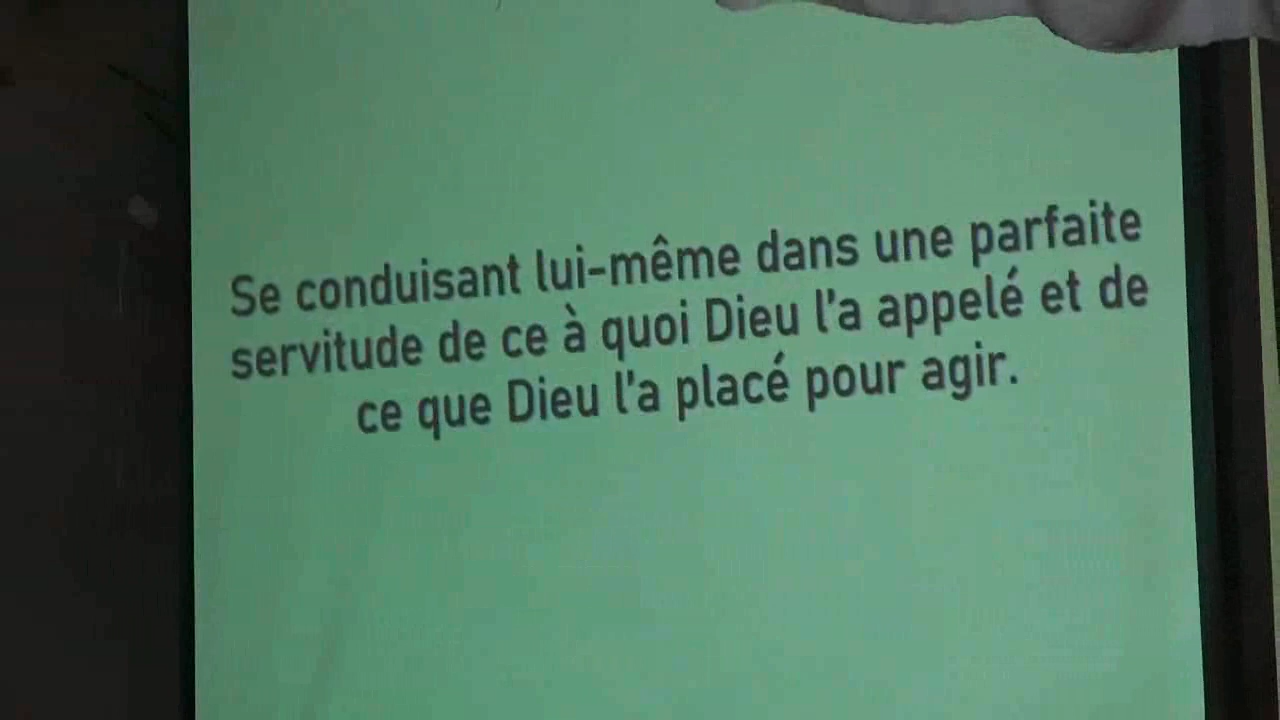 Se conduisant lui-même dans une parfaite
servitude de ce à quoi Dieu l'a appelé et de
ce que Dieu l'a placé pour agir.